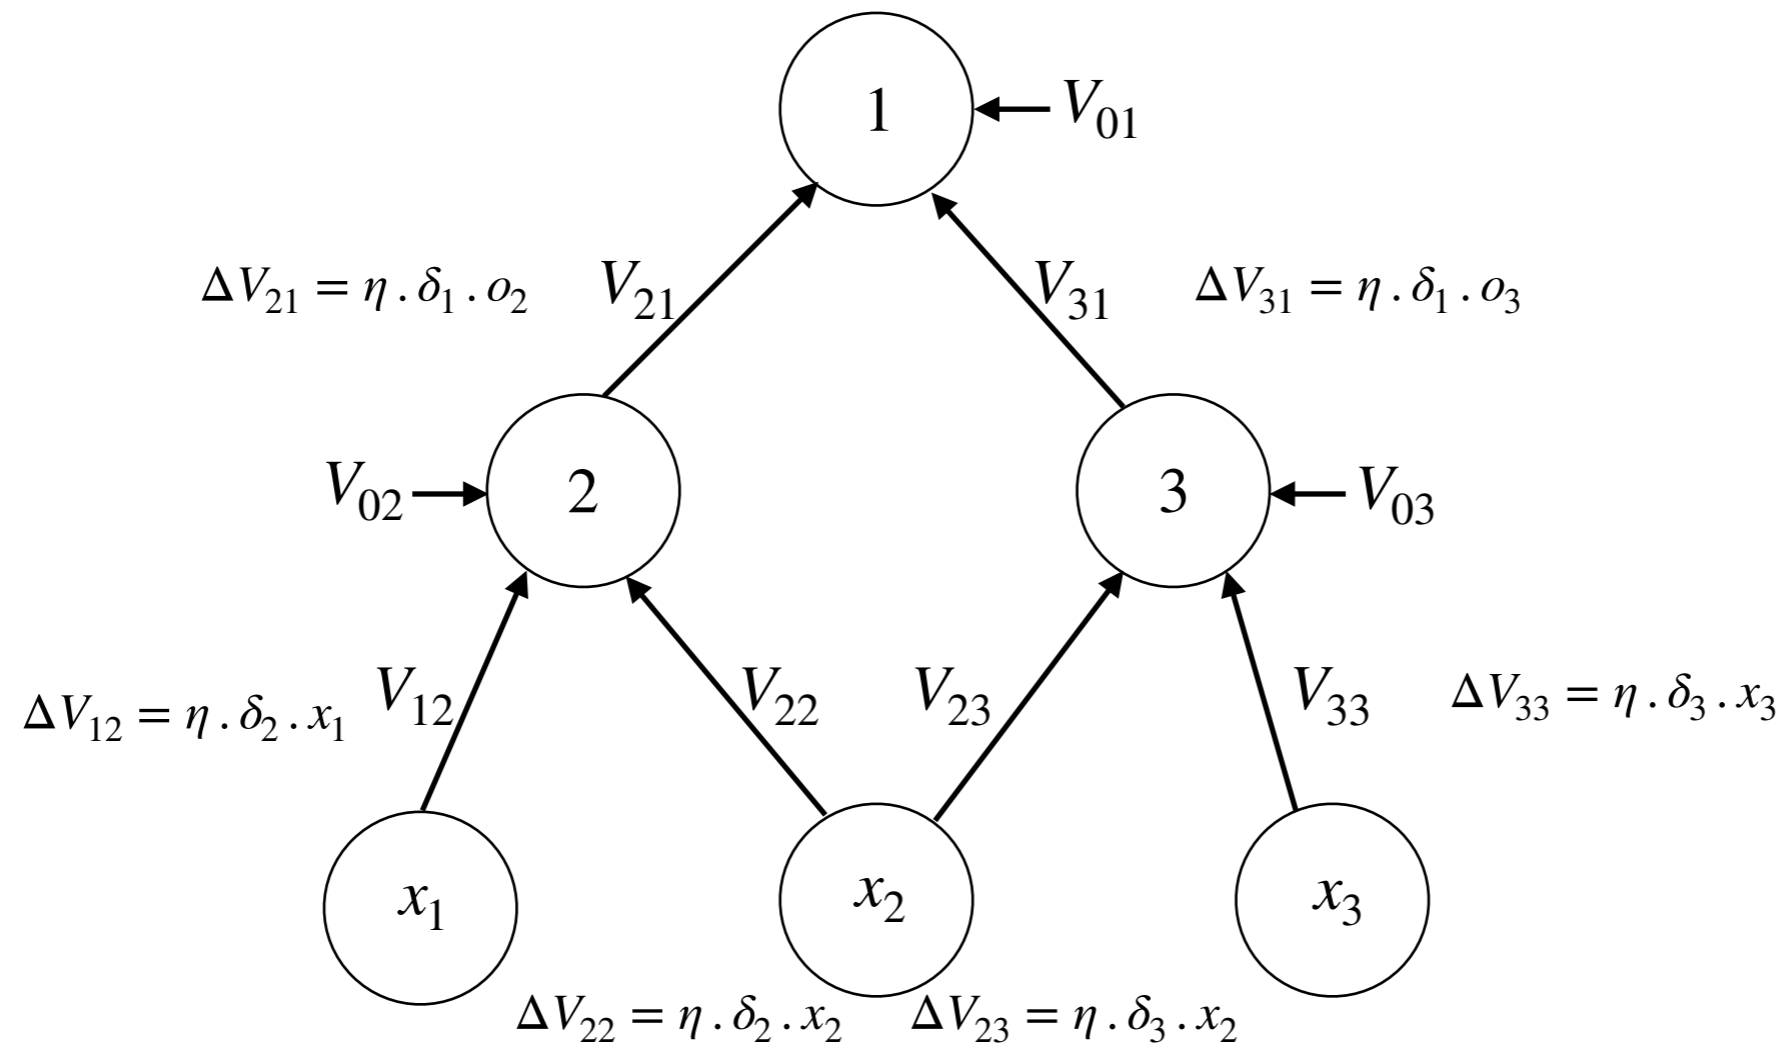 1
V₀₁
ΔV₂₁ = η . δ₁ . o₂
V₂₁
V₃₁
ΔV₃₁ = η . δ₁ . o₃
V₀₂
2
3
V₀₃
ΔV₁₂ = η . δ₂ . x₁
V₁₂
V₂₂
V₂₃
V₃₃
ΔV₃₃ = η . δ₃ . x₃
x₁
x₂
x₃
ΔV₂₂ = η . δ₂ . x₂
ΔV₂₃ = η . δ₃ . x₂